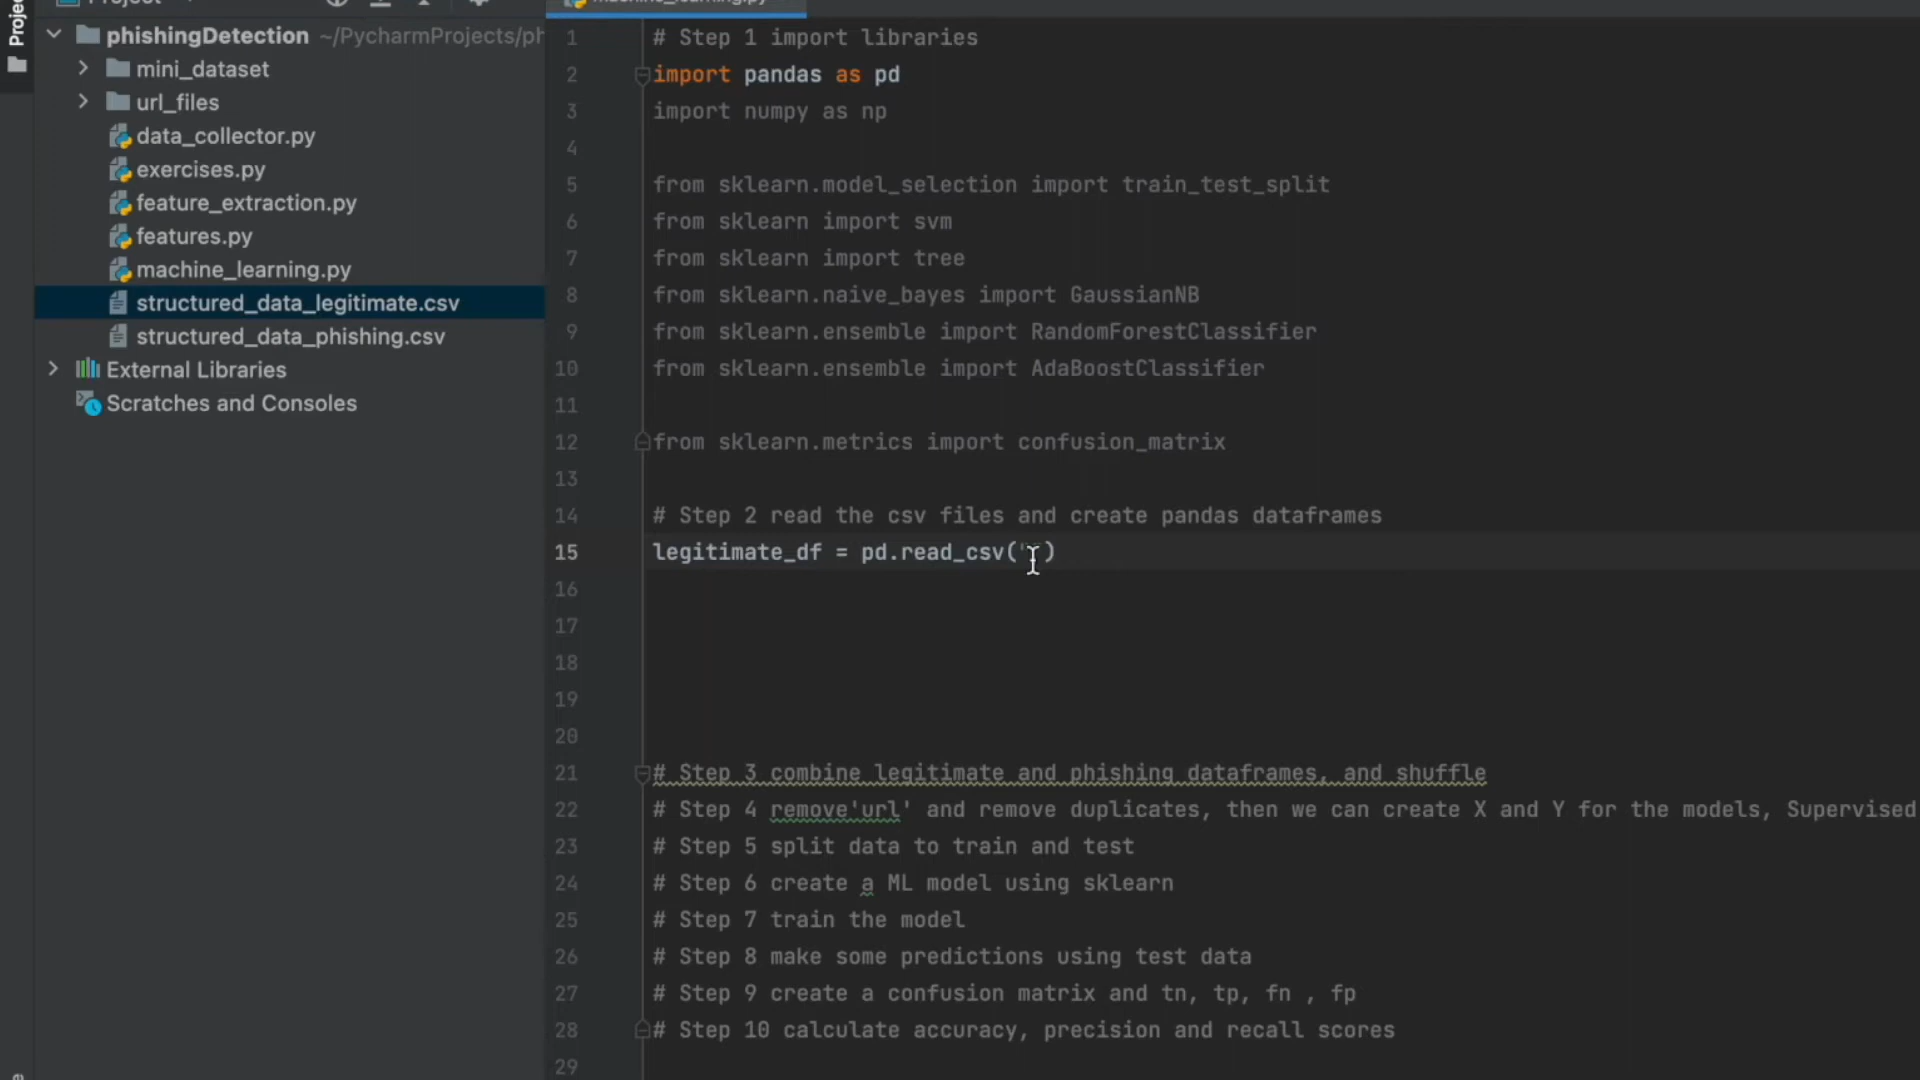 Project
phishingDetection ~/PycharmProjects/ph
mini_dataset
url_files
data_collector.py
exercises.py
feature_extraction.py
features.py
machine_learning.py
structured_data_legitimate.csv
structured_data_phishing.csv
External Libraries
Scratches and Consoles
machine_learning.py
1 # Step 1 import libraries
2 import pandas as pd
3 import numpy as np
4
5 from sklearn.model_selection import train_test_split
6 from sklearn import svm
7 from sklearn import tree
8 from sklearn.naive_bayes import GaussianNB
9 from sklearn.ensemble import RandomForestClassifier
10 from sklearn.ensemble import AdaBoostClassifier
11
12 from sklearn.metrics import confusion_matrix
13
14 # Step 2 read the csv files and create pandas dataframes
15 legitimate_df = pd.read_csv('')
16
17
18
19
20
21 # Step 3 combine legitimate and phishing dataframes, and shuffle
22 # Step 4 remove'url' and remove duplicates, then we can create X and Y for the models, Supervised
23 # Step 5 split data to train and test
24 # Step 6 create a ML model using sklearn
25 # Step 7 train the model
26 # Step 8 make some predictions using test data
27 # Step 9 create a confusion matrix and tn, tp, fn , fp
28 # Step 10 calculate accuracy, precision and recall scores
29